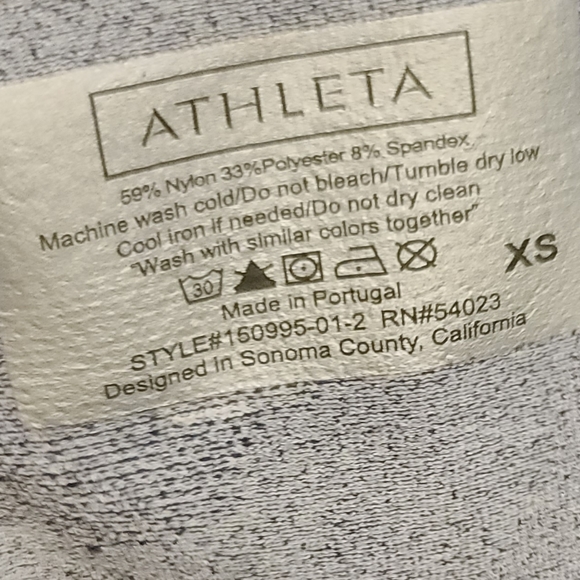 ATHLETA
59% Nylon 33%Polyester 8% Spandex
Machine wash cold/Do not bleach/Tumble dry low
Cool iron if needed/Do not dry clean
"Wash with similar colors together"
30
XS
Made in Portugal
STYLE#150995-01-2 RN#54023
Designed in Sonoma County, California